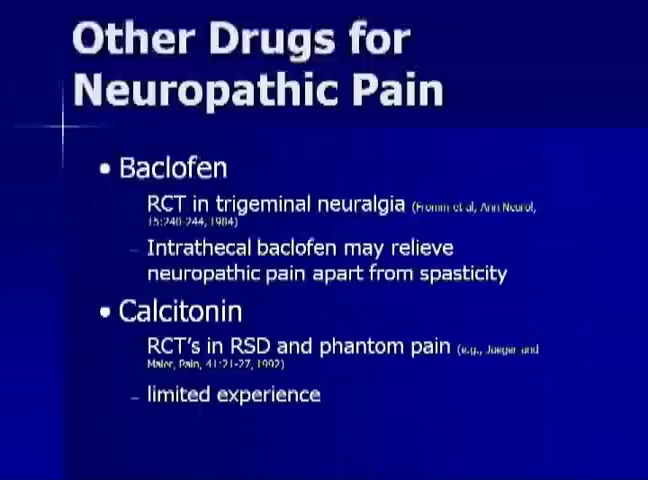 Other Drugs for
Neuropathic Pain
• Baclofen
RCT in trigeminal neuralgia (Fromm et al, Ann Neurol,
15:240-244, 1984)
– Intrathecal baclofen may relieve
neuropathic pain apart from spasticity
• Calcitonin
RCT's in RSD and phantom pain (e.g., Jaeger and
Maier, Pain, 41:21-27, 1992)
– limited experience